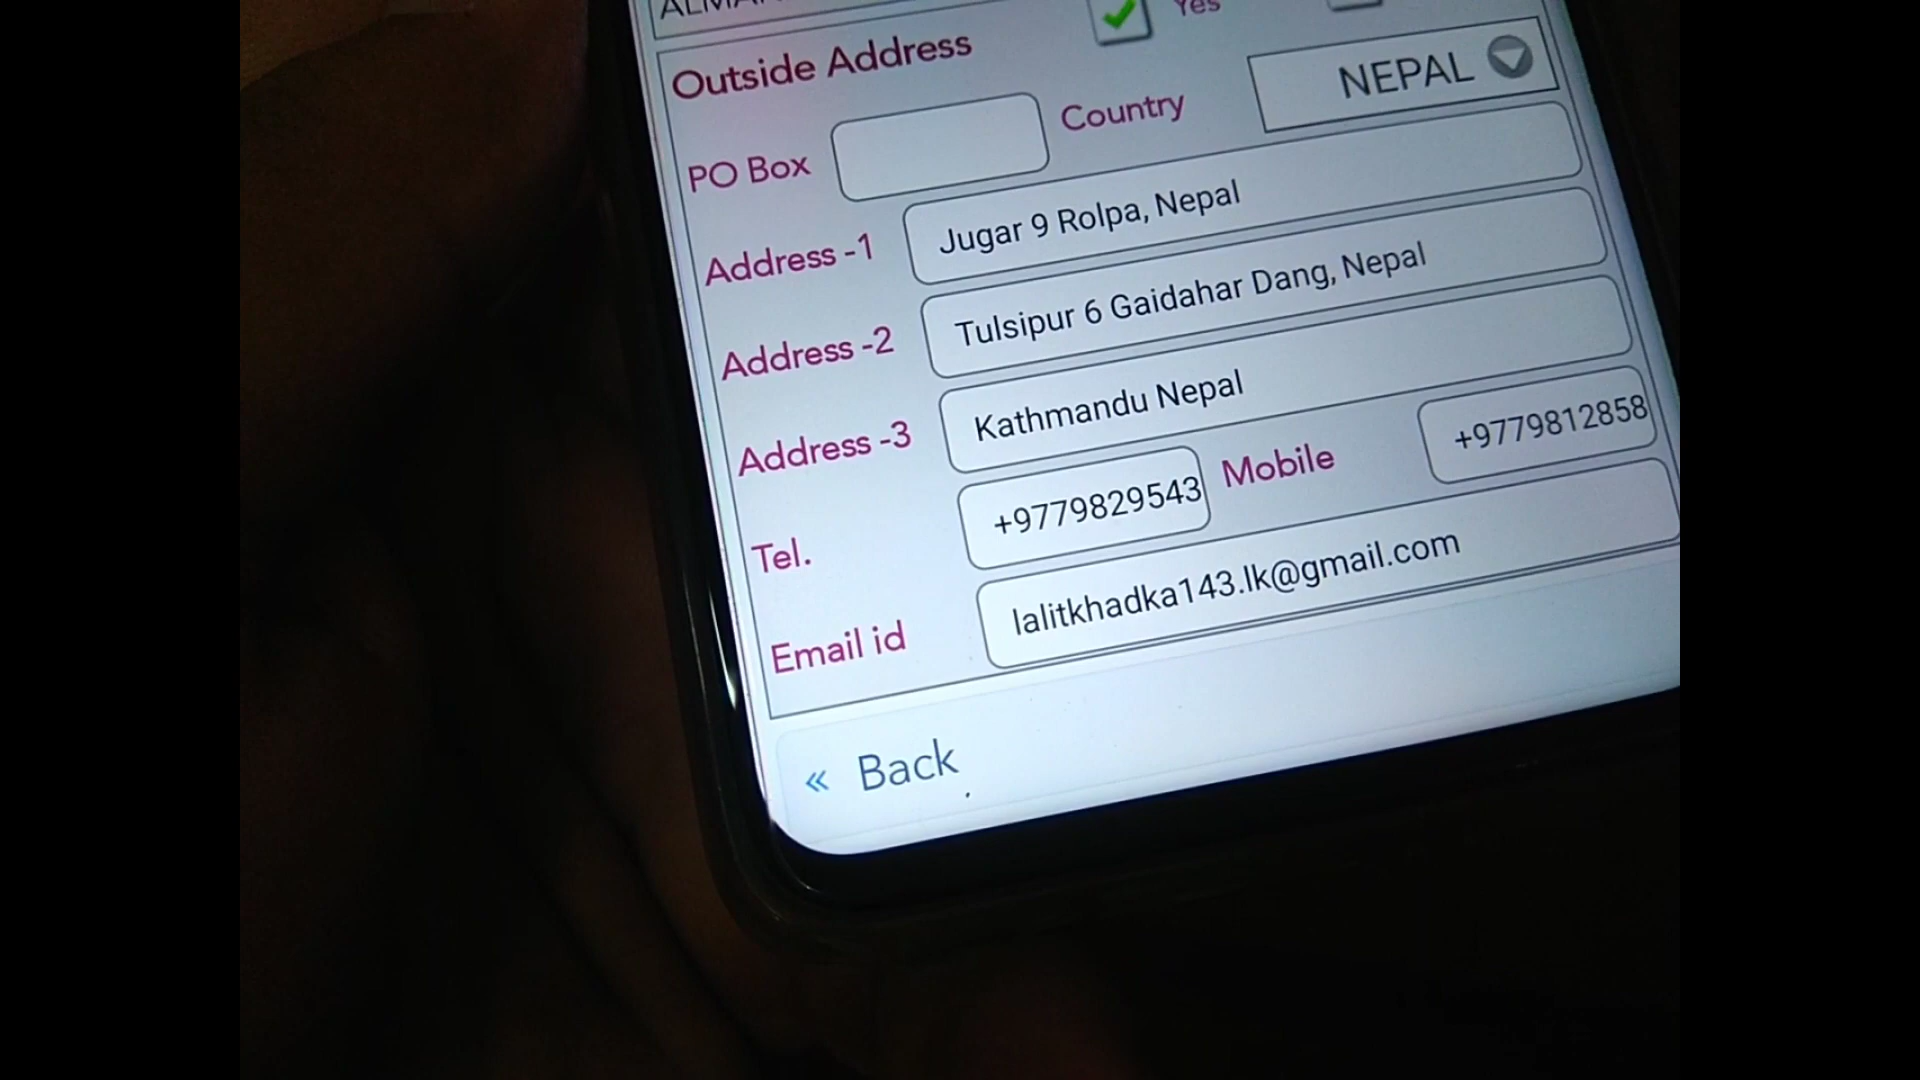 Yes
Outside Address
PO Box
Country
NEPAL
Address -1
Jugar 9 Rolpa, Nepal
Address -2
Tulsipur 6 Gaidahar Dang, Nepal
Address -3
Kathmandu Nepal
Tel.
+9779829543
Mobile
+9779812858
Email id
lalitkhadka143.lk@gmail.com
« Back